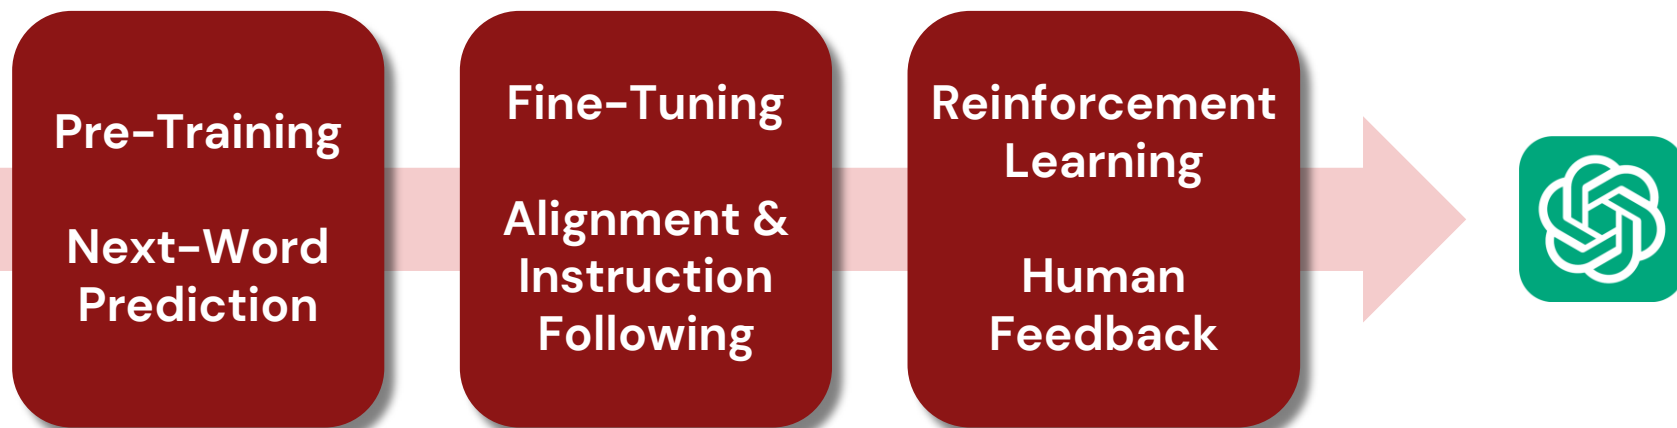 Pre-Training
Next-Word
Prediction
Fine-Tuning
Alignment &
Instruction
Following
Reinforcement
Learning
Human
Feedback